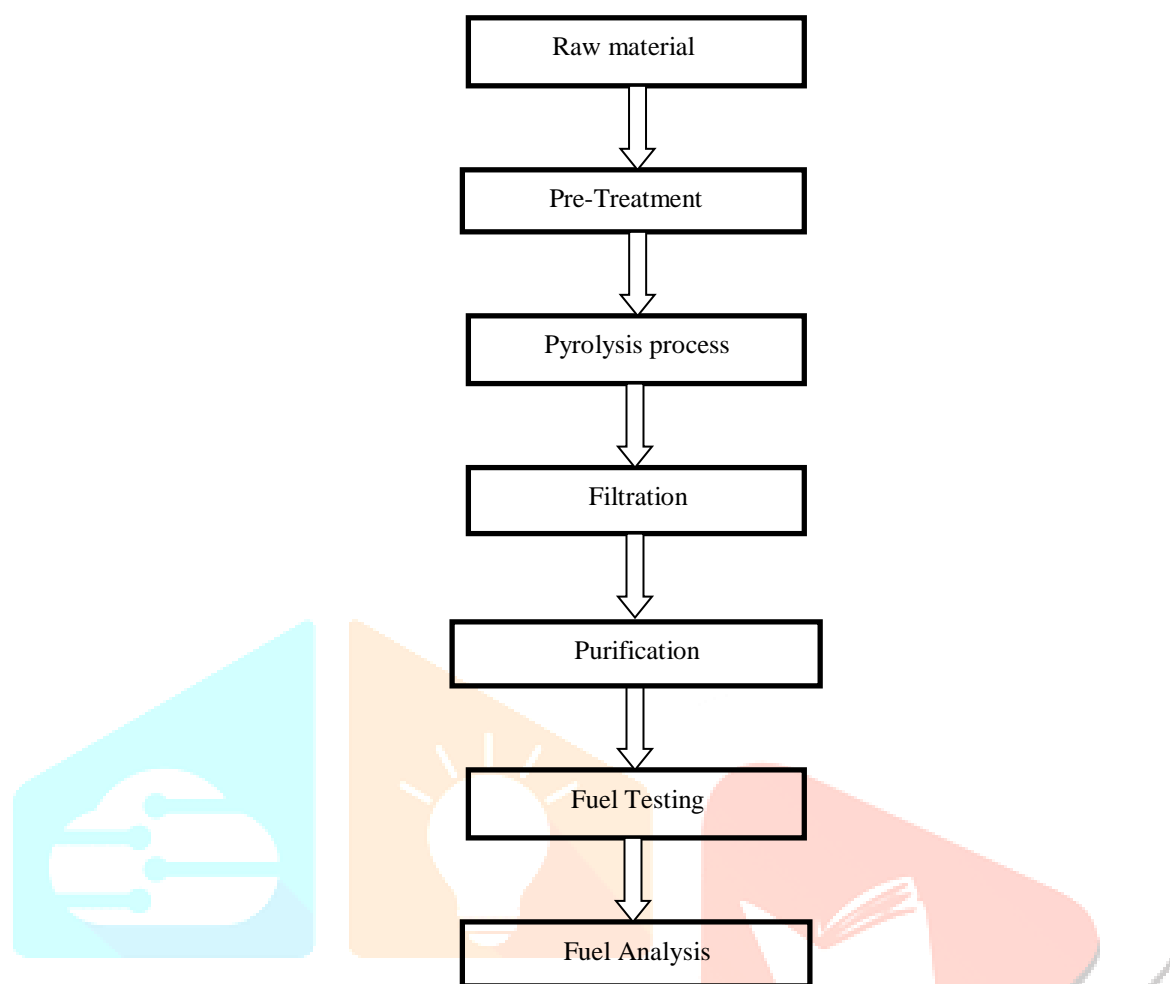 Raw material
Pre-Treatment
Pyrolysis process
Filtration
Purification
Fuel Testing
Fuel Analysis